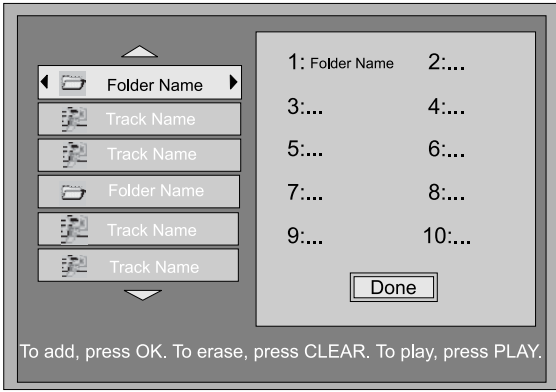 Folder Name
Track Name
Track Name
Folder Name
Track Name
Track Name
1: Folder Name 2:...
3:... 4:...
5:... 6:...
7:... 8:...
9:... 10:...
Done
To add, press OK. To erase, press CLEAR. To play, press PLAY.